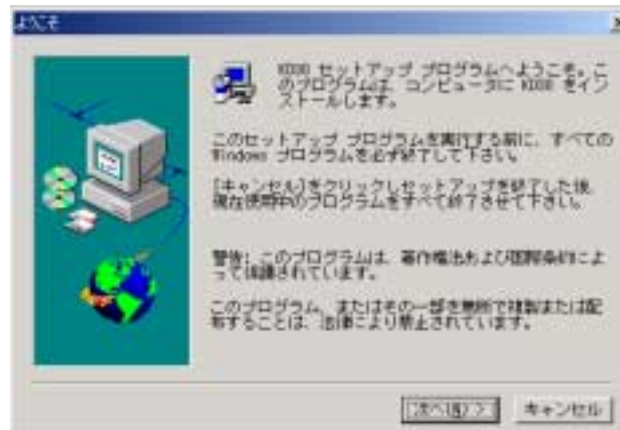 ようこそ
セットアップ プログラムへようこそ。こ
のプログラムは、コンピュータに をイン
ストールします。
このセットアップ プログラムを実行する前に、すべての
Windows プログラムを必ず終了して下さい。
[キャンセル]をクリックしセットアップを終了した後、
現在使用中のプログラムをすべて終了させて下さい。
警告: このプログラムは、著作権法および国際条約によ
って保護されています。
このプログラム、またはその一部を無断で複製または配
布することは、法律により禁止されています。
次へ(N) >
キャンセル